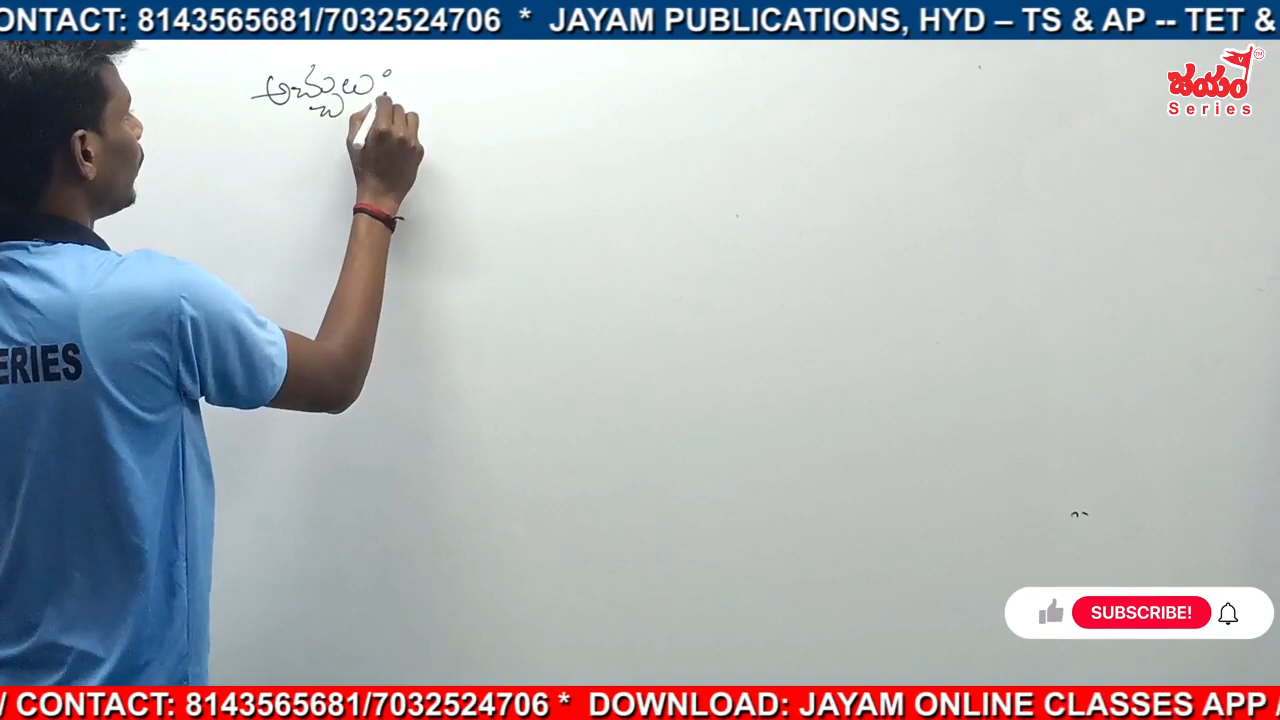 ONTACT: 8143565681/7032524706 * JAYAM PUBLICATIONS, HYD – TS & AP -- TET &
అచ్చులు:
జయం
Series
V
TM
ERIES
SUBSCRIBE!
/ CONTACT: 8143565681/7032524706 * DOWNLOAD: JAYAM ONLINE CLASSES APP